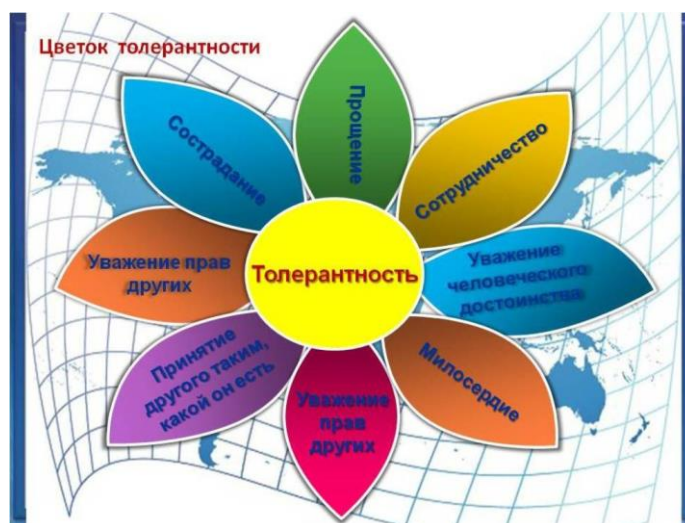 Цветок толерантности
Прощение
Сотрудничество
Уважение
человеческого
достоинства
Милосердие
Уважение
прав
других
Принятие
другого таким,
какой он есть
Уважение прав
других
Сострадание
Толерантность